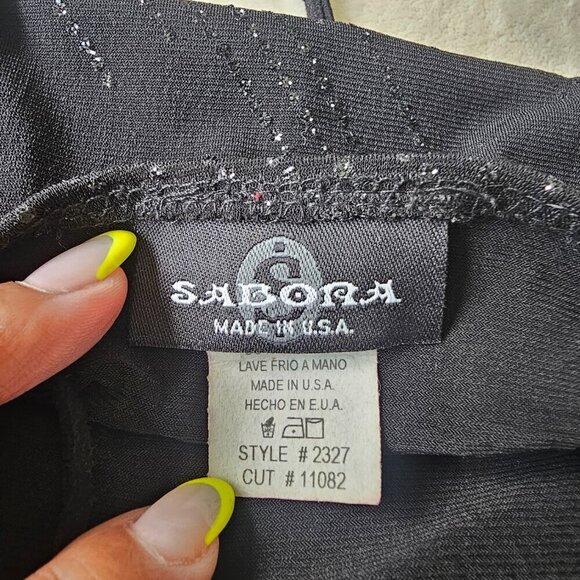 SABORA
MADE IN U.S.A.
LAVE FRIO A MANO
MADE IN U.S.A.
HECHO EN E.U.A.
STYLE # 2327
CUT # 11082